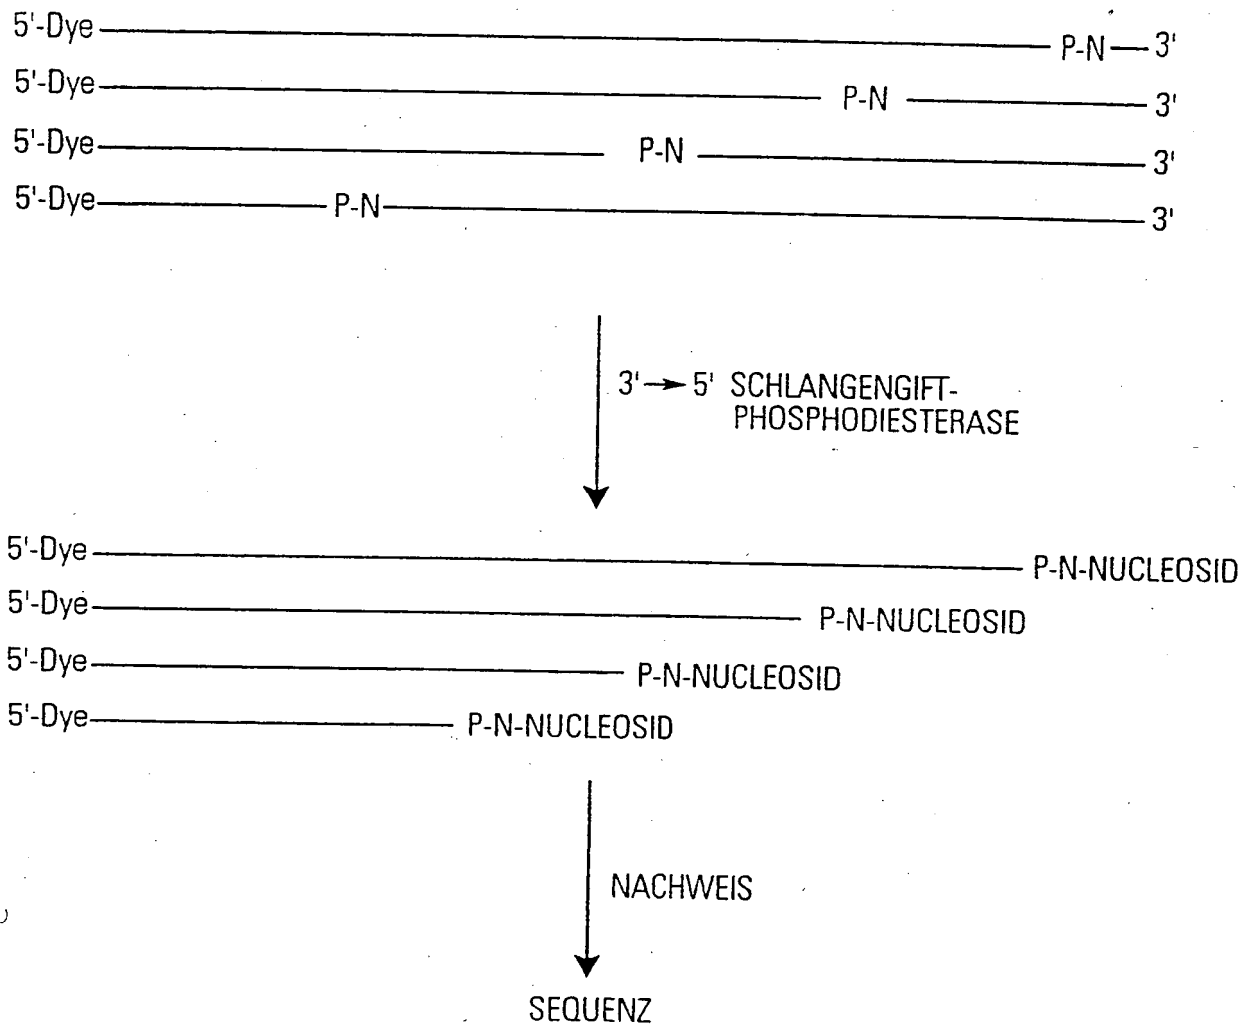 5'-Dye P-N 3'
5'-Dye P-N 3'
5'-Dye P-N 3'
5'-Dye P-N 3'
3' → 5' SCHLANGENGIFT-
PHOSPHODIESTERASE
5'-Dye P-N-NUCLEOSID
5'-Dye P-N-NUCLEOSID
5'-Dye P-N-NUCLEOSID
5'-Dye P-N-NUCLEOSID
NACHWEIS
SEQUENZ